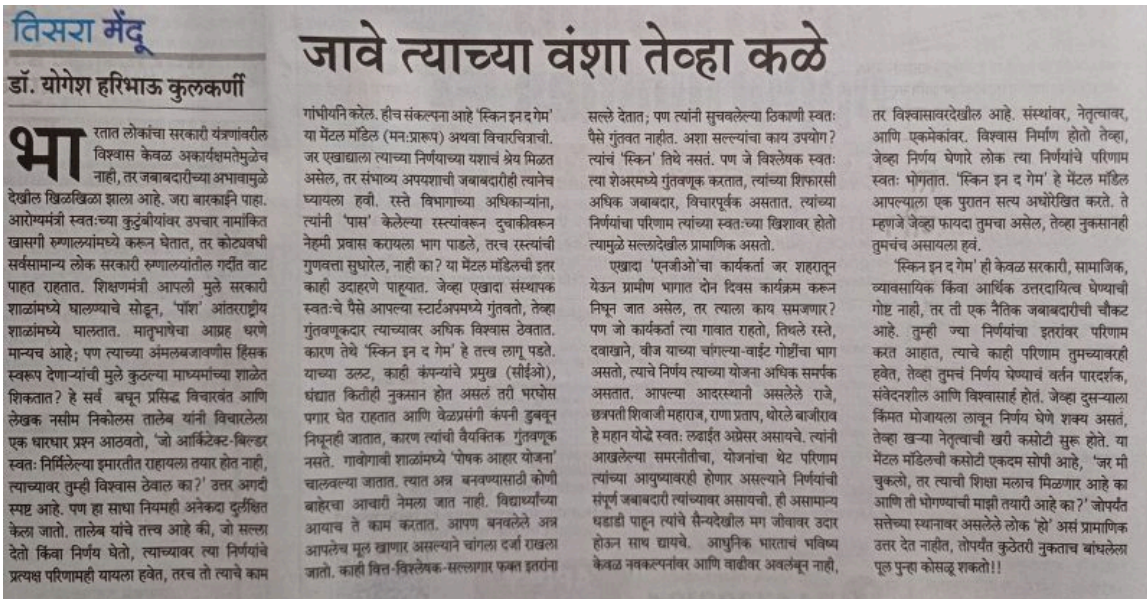 तिसरा मेंदू
डॉ. योगेश हरिभाऊ कुलकर्णी
जावे त्याच्या वंशा तेव्हा कळे
भारतात लोकांचा सरकारी यंत्रणांवरील
विश्वास केवळ अकार्यक्षमतेमुळेच
नाही, तर जबाबदारीच्या अभावामुळे
देखील खिळखिळा झाला आहे. जरा बारकाईने पाहा.
आरोग्यमंत्री स्वतःच्या कुटुंबीयांवर उपचार नामांकित
खासगी रुग्णालयांमध्ये करून घेतात, तर कोट्यवधी
सर्वसामान्य लोक सरकारी रुग्णालयांतील गर्दीत वाट
पाहत राहतात. शिक्षणमंत्री आपली मुले सरकारी
शाळांमध्ये घालण्याचे सोडून, 'पॉश' आंतरराष्ट्रीय
शाळांमध्ये घालतात. मातृभाषेचा आग्रह धरणे
मान्यच आहे; पण त्याच्या अंमलबजावणीस हिंसक
स्वरूप देणाऱ्यांची मुले कुठल्या माध्यमांच्या शाळेत
शिकतात? हे सर्व बघून प्रसिद्ध विचारवंत आणि
लेखक नसीम निकोलस तालेब यांनी विचारलेला
एक धारधार प्रश्न आठवतो, 'जो आर्किटेक्ट-बिल्डर
स्वतः निर्मिलेल्या इमारतीत राहायला तयार होत नाही,
त्याच्यावर तुम्ही विश्वास ठेवाल का?' उत्तर अगदी
स्पष्ट आहे. पण हा साधा नियमही अनेकदा दुर्लक्षित
केला जातो. तालेब यांचे तत्त्व आहे की, जो सल्ला
देतो किंवा निर्णय घेतो, त्याच्यावर त्या निर्णयांचे
प्रत्यक्ष परिणामही यायला हवेत, तरच तो त्याचे काम
गांभीर्याने करेल. हीच संकल्पना आहे 'स्किन इन द गेम'
या मेंटल मॉडेल (मनःप्रारूप) अथवा विचारचित्राची.
जर एखाद्याला त्याच्या निर्णयाच्या यशाचं श्रेय मिळत
असेल, तर संभाव्य अपयशाची जबाबदारीही त्यानेच
घ्यायला हवी. रस्ते विभागाच्या अधिकाऱ्यांना,
त्यांनी 'पास' केलेल्या रस्त्यांवरून दुचाकीवरून
नेहमी प्रवास करायला भाग पाडले, तरच रस्त्यांची
गुणवत्ता सुधारेल, नाही का? या मेंटल मॉडेलची इतर
काही उदाहरणे पाहूयात. जेव्हा एखादा संस्थापक
स्वतःचे पैसे आपल्या स्टार्टअपमध्ये गुंतवतो, तेव्हा
गुंतवणूकदार त्याच्यावर अधिक विश्वास ठेवतात.
कारण तेथे 'स्किन इन द गेम' हे तत्त्व लागू पडते.
याच्या उलट, काही कंपन्यांचे प्रमुख (सीईओ),
धंद्यात कितीही नुकसान होत असलं तरी भरघोस
पगार घेत राहतात आणि वेळप्रसंगी कंपनी डुबवून
निघूनही जातात, कारण त्यांची वैयक्तिक गुंतवणूक
नसते. गावोगावी शाळांमध्ये 'पोषक आहार योजना'
चालवल्या जातात. त्यात अन्न बनवण्यासाठी कोणी
बाहेरचा आचारी नेमला जात नाही. विद्यार्थ्यांच्या
आयाच ते काम करतात. आपण बनवलेले अन्न
आपलेच मूल खाणार असल्याने चांगला दर्जा राखला
जातो. काही वित्त-विश्लेषक-सल्लागार फक्त इतरांना
सल्ले देतात; पण त्यांनी सुचवलेल्या ठिकाणी स्वतः
पैसे गुंतवत नाहीत. अशा सल्ल्यांचा काय उपयोग?
त्यांचं 'स्किन' तिथे नसतं. पण जे विश्लेषक स्वतः
त्या शेअरमध्ये गुंतवणूक करतात, त्यांच्या शिफारसी
अधिक जबाबदार, विचारपूर्वक असतात. त्यांच्या
निर्णयांचा परिणाम त्यांच्या स्वतःच्या खिशावर होतो
त्यामुळे सल्लादेखील प्रामाणिक असतो.
एखादा 'एनजीओ'चा कार्यकर्ता जर शहरातून
येऊन ग्रामीण भागात दोन दिवस कार्यक्रम करून
निघून जात असेल, तर त्याला काय समजणार?
पण जो कार्यकर्ता त्या गावात राहतो, तिथले रस्ते,
दवाखाने, वीज याच्या चांगल्या-वाईट गोष्टींचा भाग
असतो, त्याचे निर्णय त्याच्या योजना अधिक समर्पक
असतात. आपल्या आदरस्थानी असलेले राजे,
छत्रपती शिवाजी महाराज, राणा प्रताप, थोरले बाजीराव
हे महान योद्धे स्वतः लढाईत अग्रेसर असायचे. त्यांनी
आखलेल्या समरनीतीचा, योजनांचा थेट परिणाम
त्यांच्या आयुष्यावरही होणार असल्याने निर्णयांची
संपूर्ण जबाबदारी त्यांच्यावर असायची. ही असामान्य
धडाडी पाहून त्यांचे सैन्यदेखील मग जीवावर उदार
होऊन साथ द्यायचे. आधुनिक भारताचं भविष्य
केवळ नवकल्पनांवर आणि वाढीवर अवलंबून नाही,
तर विश्वासावरदेखील आहे. संस्थांवर, नेतृत्वावर,
आणि एकमेकांवर. विश्वास निर्माण होतो तेव्हा,
जेव्हा निर्णय घेणारे लोक त्या निर्णयांचे परिणाम
स्वतः भोगतात. 'स्किन इन द गेम' हे मेंटल मॉडेल
आपल्याला एक पुरातन सत्य अधोरेखित करते. ते
म्हणजे जेव्हा फायदा तुमचा असेल, तेव्हा नुकसानही
तुमचंच असायला हवं.
'स्किन इन द गेम' ही केवळ सरकारी, सामाजिक,
व्यावसायिक किंवा आर्थिक उत्तरदायित्व घेण्याची
गोष्ट नाही, तर ती एक नैतिक जबाबदारीची चौकट
आहे. तुम्ही ज्या निर्णयांचा इतरांवर परिणाम
करत आहात, त्याचे काही परिणाम तुमच्यावरही
हवेत, तेव्हा तुमचं निर्णय घेण्याचं वर्तन पारदर्शक,
संवेदनशील आणि विश्वासार्ह होतं. जेव्हा दुसऱ्याला
किंमत मोजायला लावून निर्णय घेणे शक्य असतं,
तेव्हा खऱ्या नेतृत्वाची खरी कसोटी सुरू होते. या
मेंटल मॉडेलची कसोटी एकदम सोपी आहे, 'जर मी
चुकलो, तर त्याची शिक्षा मलाच मिळणार आहे का
आणि ती भोगण्याची माझी तयारी आहे का?' जोपर्यंत
सत्तेच्या स्थानावर असलेले लोक 'हो' असं प्रामाणिक
उत्तर देत नाहीत, तोपर्यंत कुठेतरी नुकताच बांधलेला
पूल पुन्हा कोसळू शकतो!!